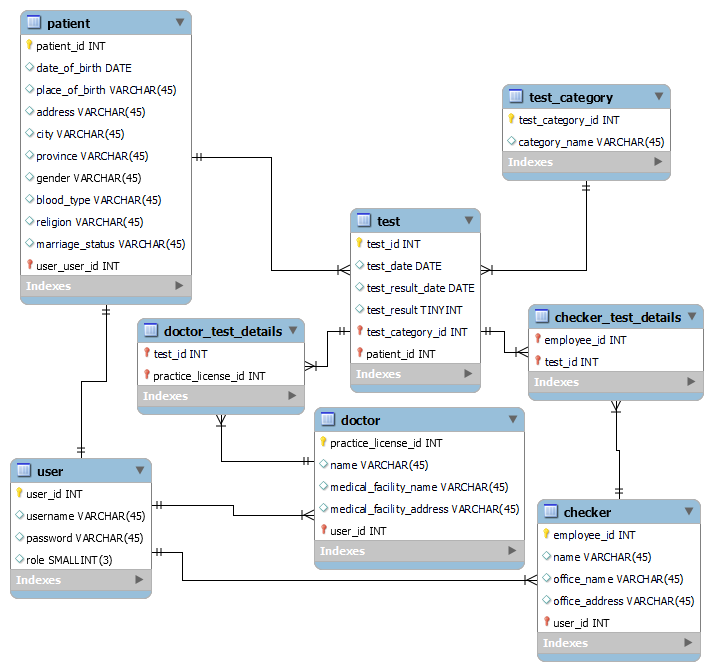 patient
patient_id INT
date_of_birth DATE
place_of_birth VARCHAR(45)
address VARCHAR(45)
city VARCHAR(45)
province VARCHAR(45)
gender VARCHAR(45)
blood_type VARCHAR(45)
religion VARCHAR(45)
marriage_status VARCHAR(45)
user_user_id INT
Indexes
test_category
test_category_id INT
category_name VARCHAR(45)
Indexes
test
test_id INT
test_date DATE
test_result_date DATE
test_result TINYINT
test_category_id INT
patient_id INT
Indexes
doctor_test_details
test_id INT
practice_license_id INT
Indexes
checker_test_details
employee_id INT
test_id INT
Indexes
doctor
practice_license_id INT
name VARCHAR(45)
medical_facility_name VARCHAR(45)
medical_facility_address VARCHAR(45)
user_id INT
Indexes
user
user_id INT
username VARCHAR(45)
password VARCHAR(45)
role SMALLINT(3)
Indexes
checker
employee_id INT
name VARCHAR(45)
office_name VARCHAR(45)
office_address VARCHAR(45)
user_id INT
Indexes